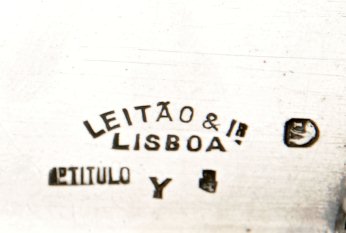 LEITÃO & IR.
LISBOA
1º TITULO Y